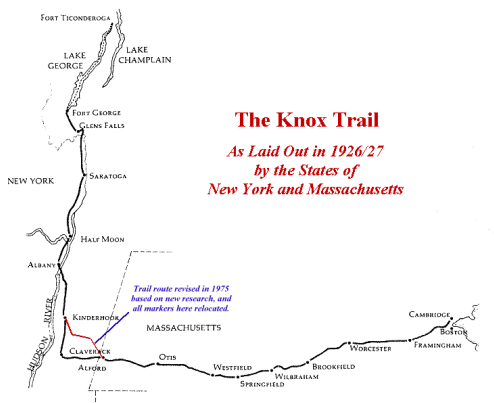 FORT TICONDEROGA
LAKE
GEORGE
LAKE
CHAMPLAIN
FORT GEORGE
GLENS FALLS
The Knox Trail
As Laid Out in 1926/27
by the States of
New York and Massachusetts
NEW YORK
SARATOGA
HALF MOON
ALBANY
Trail route revised in 1975
based on new research, and
all markers here relocated.
HUDSON RIVER
KINDERHOOK
MASSACHUSETTS
CLAVERACK
ALFORD
OTIS
WESTFIELD
SPRINGFIELD
WILBRAHAM
BROOKFIELD
WORCESTER
FRAMINGHAM
CAMBRIDGE
BOSTON